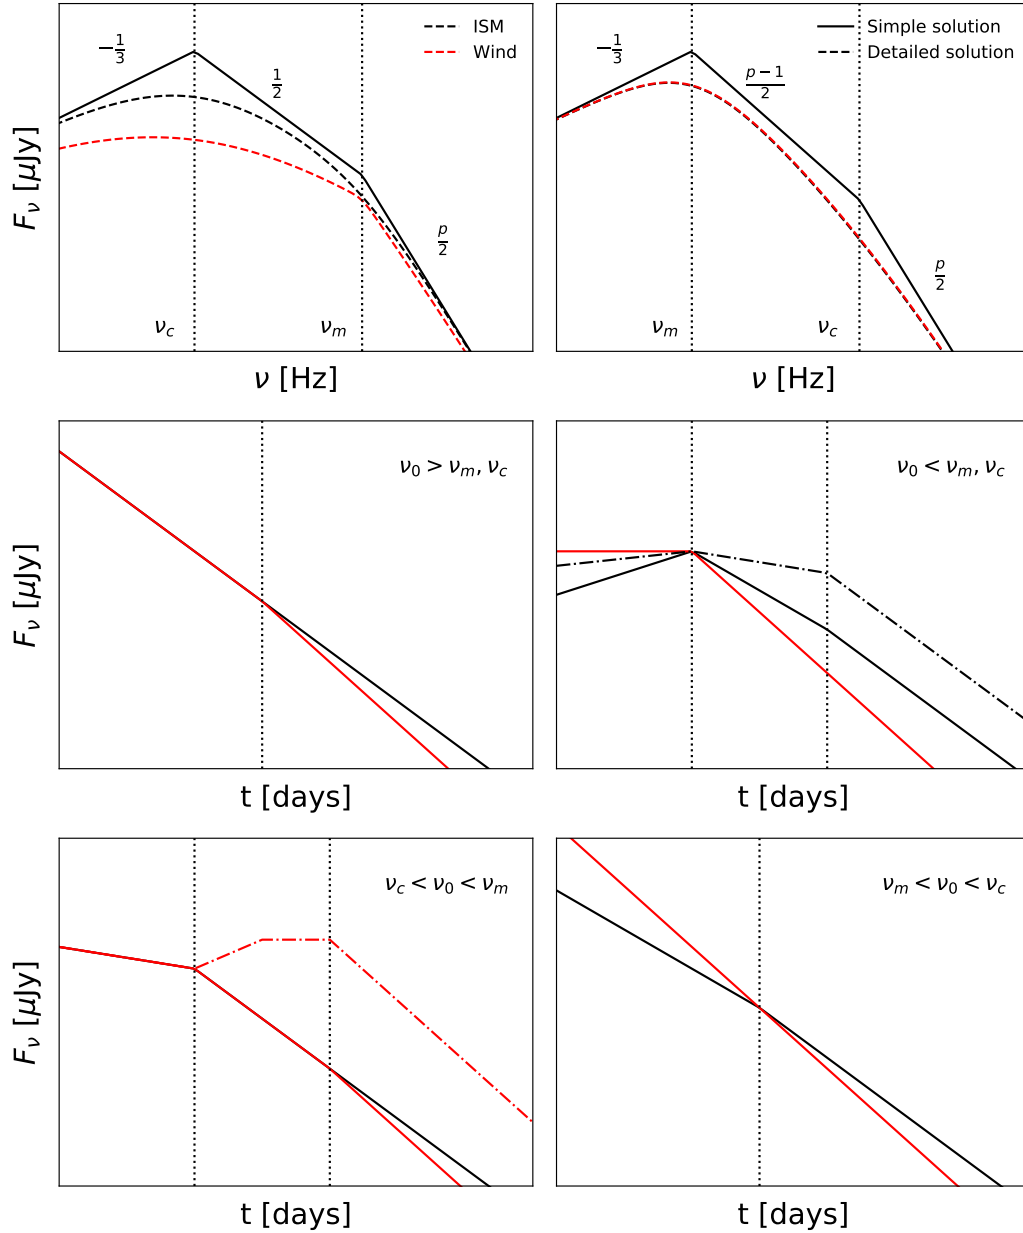 -1/3
1/2
p/2
ν_c
ν_m
ISM
Wind
F_ν [μJy]
ν [Hz]
-1/3
p-1/2
p/2
ν_m
ν_c
Simple solution
Detailed solution
ν [Hz]
ν_0 > ν_m, ν_c
F_ν [μJy]
t [days]
ν_0 < ν_m, ν_c
t [days]
ν_c < ν_0 < ν_m
F_ν [μJy]
t [days]
ν_m < ν_0 < ν_c
t [days]